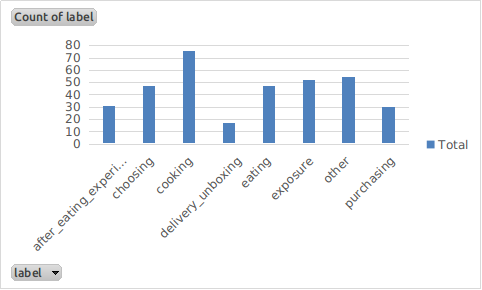 Count of label
80
70
60
50
40
30
20
10
0
after_eating_experi...
choosing
cooking
delivery_unboxing
eating
exposure
other
purchasing
Total
label